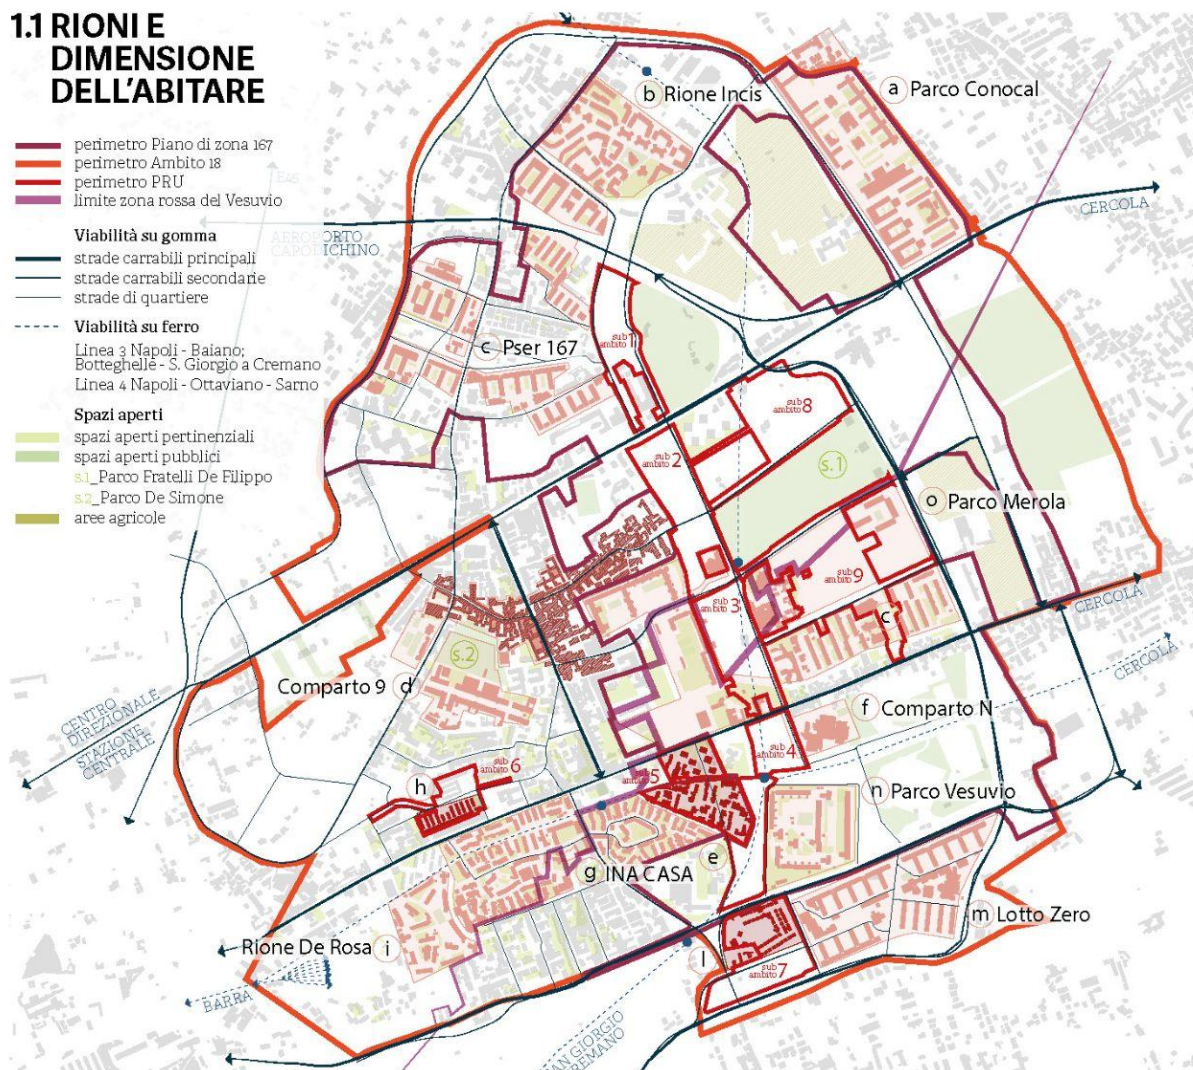 1.1 RIONI E
DIMENSIONE
DELL'ABITARE
perimetro Piano di zona 167
perimetro Ambito 18
perimetro PRU
limite zona rossa del Vesuvio
Viabilità su gomma
strade carrabili principali
strade carrabili secondarie
strade di quartiere
Viabilità su ferro
Linea 3 Napoli - Baiano;
Botteghelle - S. Giorgio a Cremano
Linea 4 Napoli - Ottaviano - Sarno
Spazi aperti
spazi aperti pertinenziali
spazi aperti pubblici
s.1_Parco Fratelli De Filippo
s.2_Parco De Simone
aree agricole
b Rione Incis
a Parco Conocal
CERCOLA
AEROPORTO
CAPODICHINO
c Pser 167
sub ambito 1
sub ambito 8
sub ambito 2
s.1
o Parco Merola
sub ambito 9
sub ambito 3
c
CERCOLA
s.2
Comparto 9 d
CERCOLA
CENTRO
DIREZIONALE
STAZIONE
CENTRALE
f Comparto N
sub ambito 4
sub ambito 6
sub ambito 5
h
n Parco Vesuvio
e
g INA CASA
m Lotto Zero
Rione De Rosa i
l
sub ambito 7
BARRA